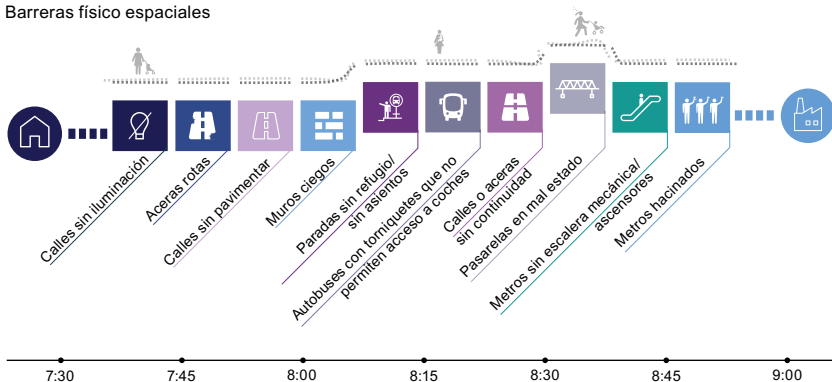 Barreras físico espaciales
Calles sin iluminación
Aceras rotas
Calles sin pavimentar
Muros ciegos
Paradas sin refugio/
sin asientos
Autobuses con torniquetes que no
permiten acceso a coches
Calles o aceras
sin continuidad
Pasarelas en mal estado
Metros sin escalera mecánica/
ascensores
Metros hacinados
7:30
7:45
8:00
8:15
8:30
8:45
9:00